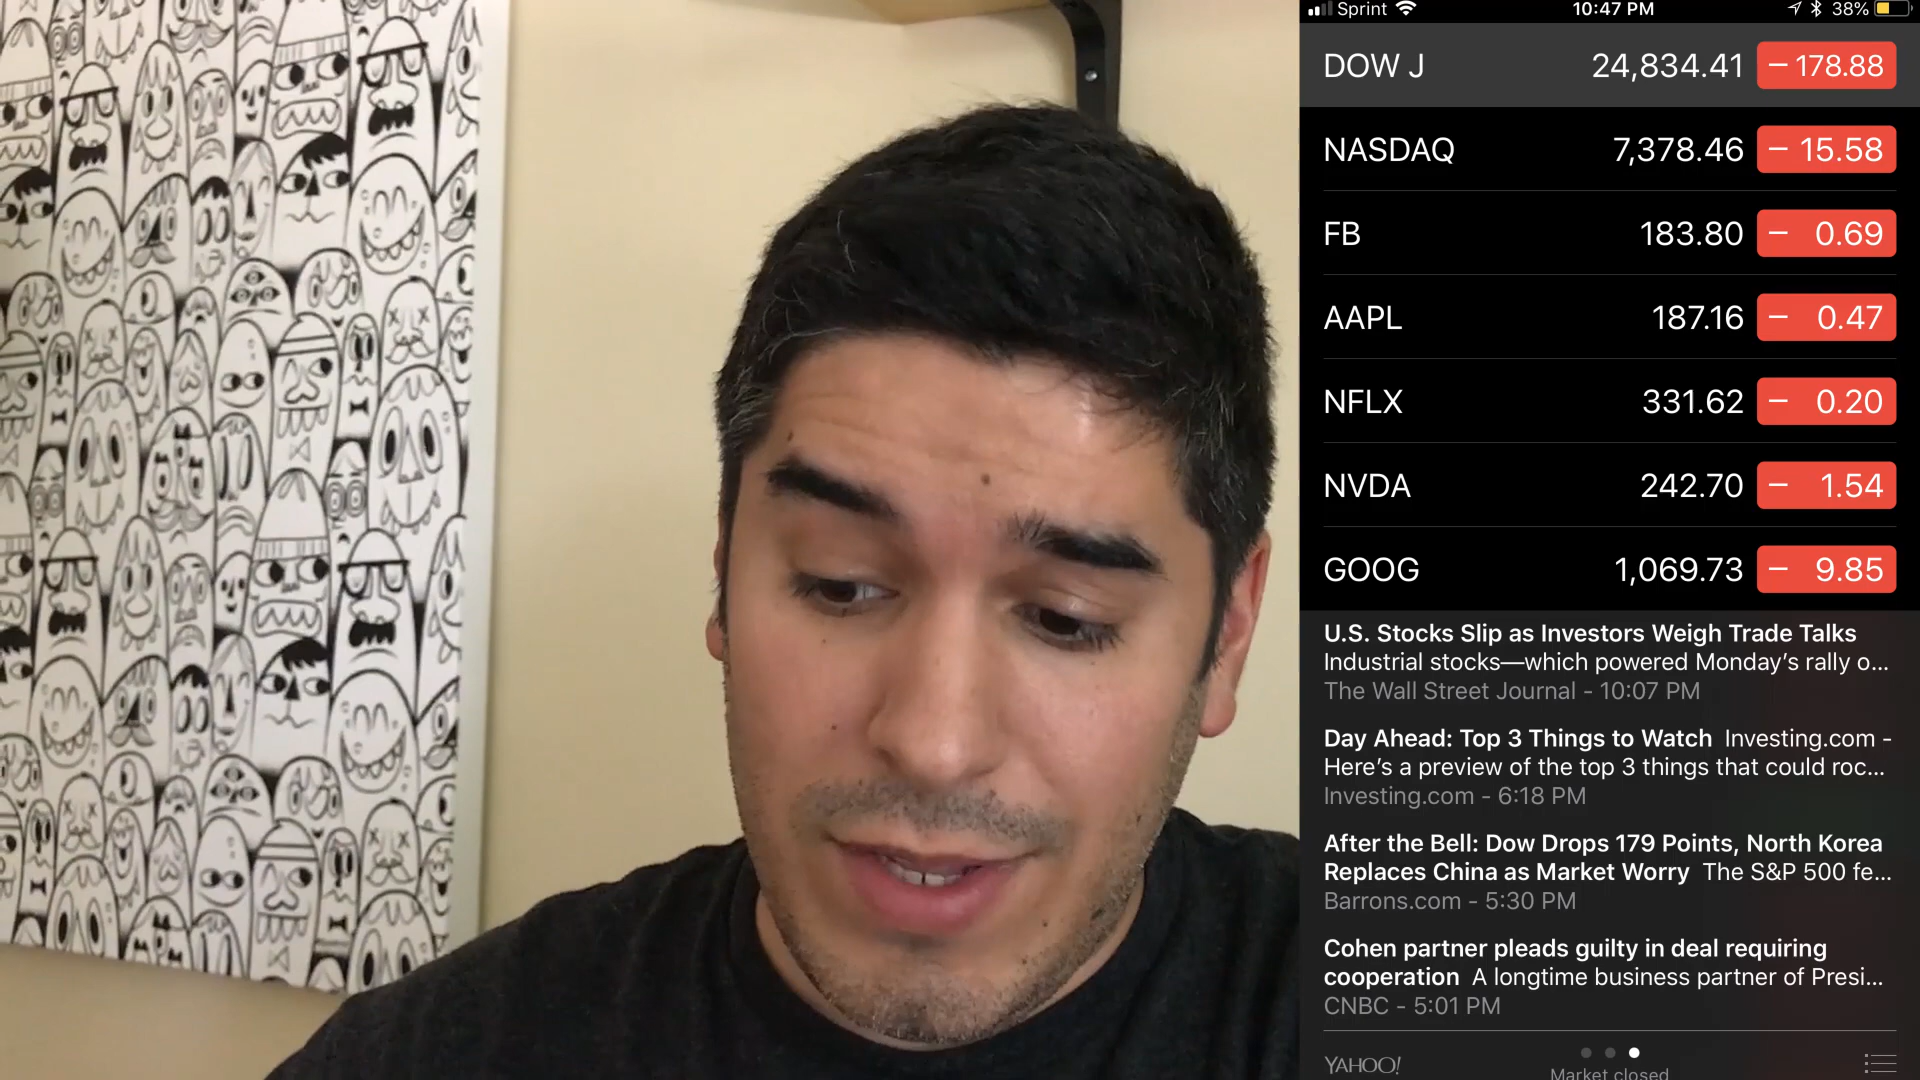 Sprint 10:47 PM 38%
DOW J 24,834.41 – 178.88
NASDAQ 7,378.46 – 15.58
FB 183.80 – 0.69
AAPL 187.16 – 0.47
NFLX 331.62 – 0.20
NVDA 242.70 – 1.54
GOOG 1,069.73 – 9.85
U.S. Stocks Slip as Investors Weigh Trade Talks
Industrial stocks—which powered Monday’s rally o...
The Wall Street Journal - 10:07 PM
Day Ahead: Top 3 Things to Watch Investing.com -
Here’s a preview of the top 3 things that could roc...
Investing.com - 6:18 PM
After the Bell: Dow Drops 179 Points, North Korea
Replaces China as Market Worry The S&P 500 fe...
Barrons.com - 5:30 PM
Cohen partner pleads guilty in deal requiring
cooperation A longtime business partner of Presi...
CNBC - 5:01 PM
YAHOO!
Market closed